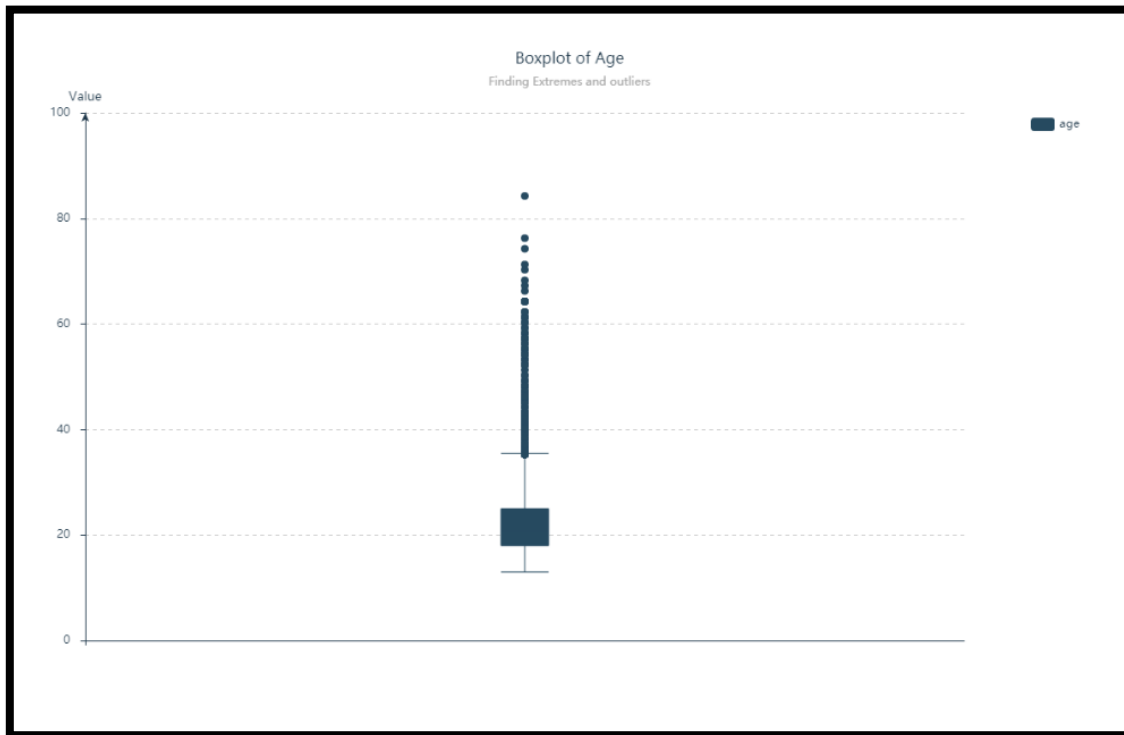 Boxplot of Age
Finding Extremes and outliers
Value
100
age
80
60
40
20
0